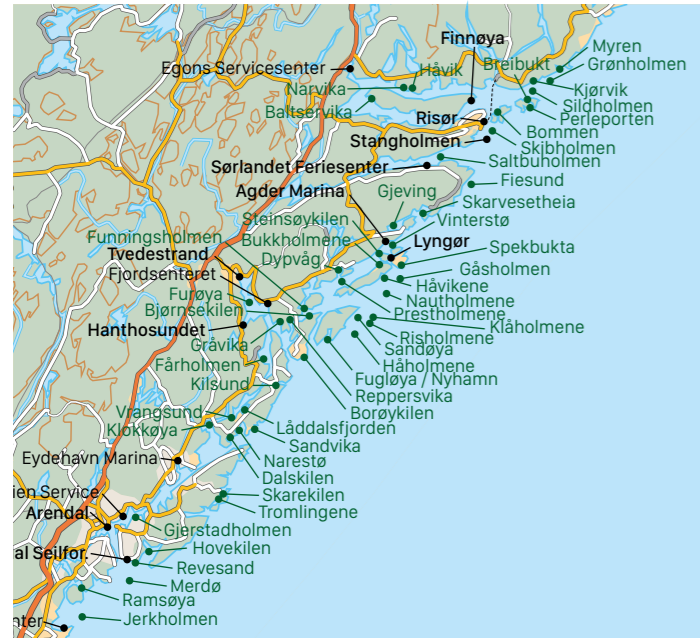 Finnøya
Myren
Breibukt
Grønholmen
Egons Servicesenter
Håvik
Narvika
Kjørvik
Sildholmen
Baltservika
Perleporten
Risør
Bommen
Stangholmen
Skibholmen
Saltbuholmen
Sørlandet Feriesenter
Fiesund
Agder Marina
Gjeving
Skarvesetheia
Steinsøykilen
Vinterstø
Funningsholmen
Bukkholmene
Lyngør
Tvedestrand
Dypvåg
Spekbukta
Fjordsenteret
Gåsholmen
Håvikene
Furøya
Nautholmene
Bjørnsekilen
Prestholmene
Hanthosundet
Klåholmene
Gråvika
Risholmene
Sandøya
Fårholmen
Håholmene
Kilsund
Fugløya / Nyhamn
Reppersvika
Vrangsund
Borøykilen
Klokkøya
Låddalsfjorden
Sandvika
Eydehavn Marina
Narestø
Dalskilen
ien Service
Skarekilen
Arendal
Tromlingene
Gjerstadholmen
al Seilfor.
Hovekilen
Revesand
Merdø
Ramsøya
nter
Jerkholmen